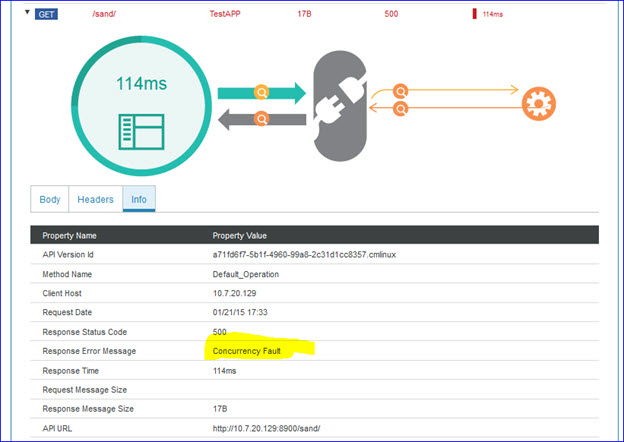 GET /sand/ TestAPP 17B 500 114ms
114ms
Body Headers Info
Property Name Property Value
API Version Id a71fd6f7-5b1f-4960-99a8-2c31d1cc8357.cmlinux
Method Name Default_Operation
Client Host 10.7.20.129
Request Date 01/21/15 17:33
Response Status Code 500
Response Error Message Concurrency Fault
Response Time 114ms
Request Message Size
Response Message Size 17B
API URL http://10.7.20.129:8900/sand/